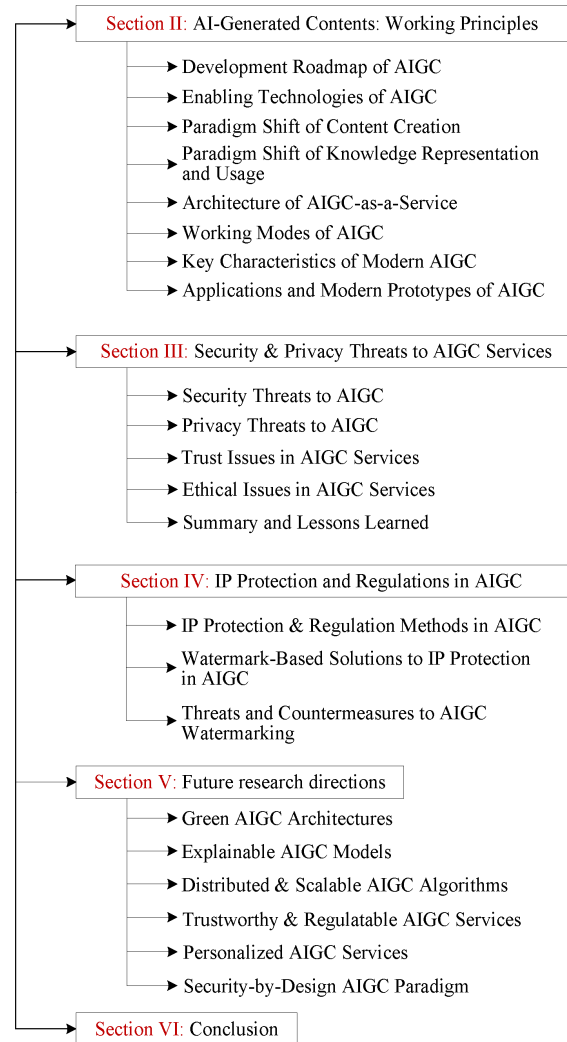 Section II: AI-Generated Contents: Working Principles
Development Roadmap of AIGC
Enabling Technologies of AIGC
Paradigm Shift of Content Creation
Paradigm Shift of Knowledge Representation
and Usage
Architecture of AIGC-as-a-Service
Working Modes of AIGC
Key Characteristics of Modern AIGC
Applications and Modern Prototypes of AIGC
Section III: Security & Privacy Threats to AIGC Services
Security Threats to AIGC
Privacy Threats to AIGC
Trust Issues in AIGC Services
Ethical Issues in AIGC Services
Summary and Lessons Learned
Section IV: IP Protection and Regulations in AIGC
IP Protection & Regulation Methods in AIGC
Watermark-Based Solutions to IP Protection
in AIGC
Threats and Countermeasures to AIGC
Watermarking
Section V: Future research directions
Green AIGC Architectures
Explainable AIGC Models
Distributed & Scalable AIGC Algorithms
Trustworthy & Regulatable AIGC Services
Personalized AIGC Services
Security-by-Design AIGC Paradigm
Section VI: Conclusion